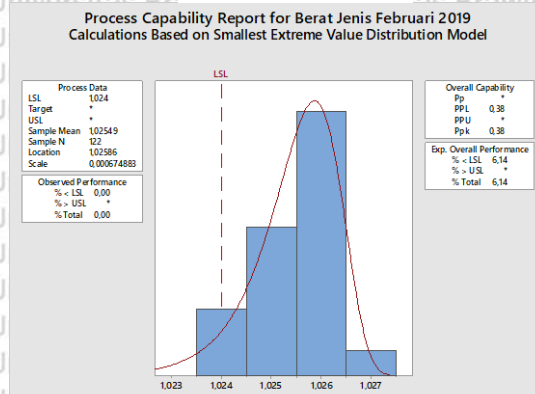 Process Capability Report for Berat Jenis Februari 2019
Calculations Based on Smallest Extreme Value Distribution Model
LSL
Process Data
LSL 1,024
Target *
USL *
Sample Mean 1,02549
Sample N 122
Location 1,02586
Scale 0,000674883
Observed Performance
% < LSL 0,00
% > USL *
% Total 0,00
Overall Capability
Pp *
PPL 0,38
PPU *
Ppk 0,38
Exp. Overall Performance
% < LSL 6,14
% > USL *
% Total 6,14
1,023 1,024 1,025 1,026 1,027